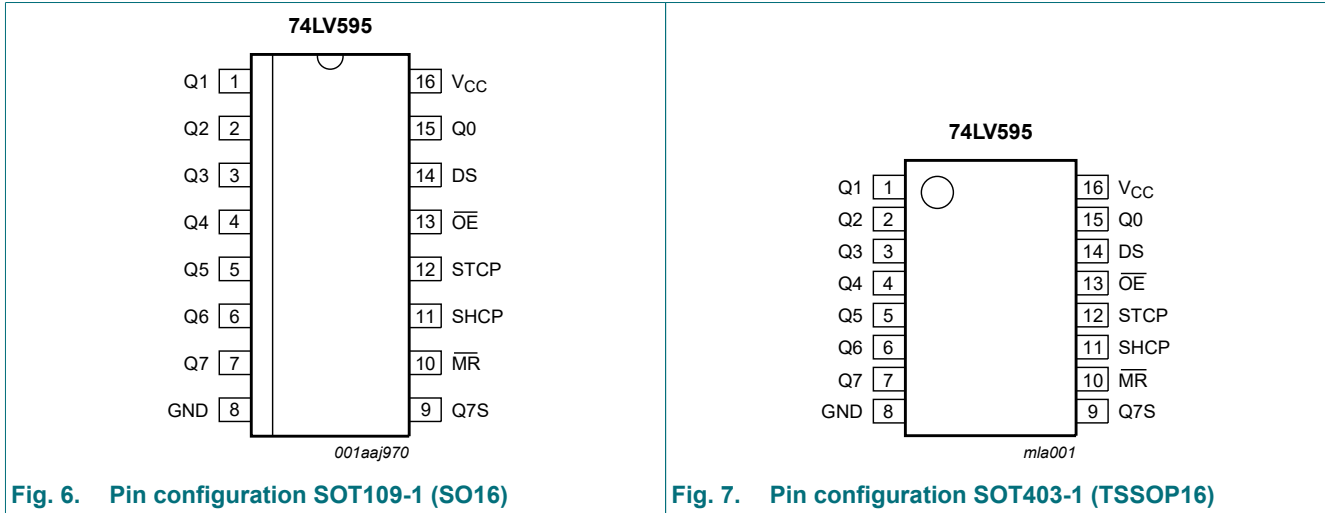 74LV595
Q1 1 16 VCC
Q2 2 15 Q0
Q3 3 14 DS
Q4 4 13 OE
Q5 5 12 STCP
Q6 6 11 SHCP
Q7 7 10 MR
GND 8 9 Q7S
001aaj970
Fig. 6. Pin configuration SOT109-1 (SO16)
74LV595
Q1 1 16 VCC
Q2 2 15 Q0
Q3 3 14 DS
Q4 4 13 OE
Q5 5 12 STCP
Q6 6 11 SHCP
Q7 7 10 MR
GND 8 9 Q7S
mla001
Fig. 7. Pin configuration SOT403-1 (TSSOP16)